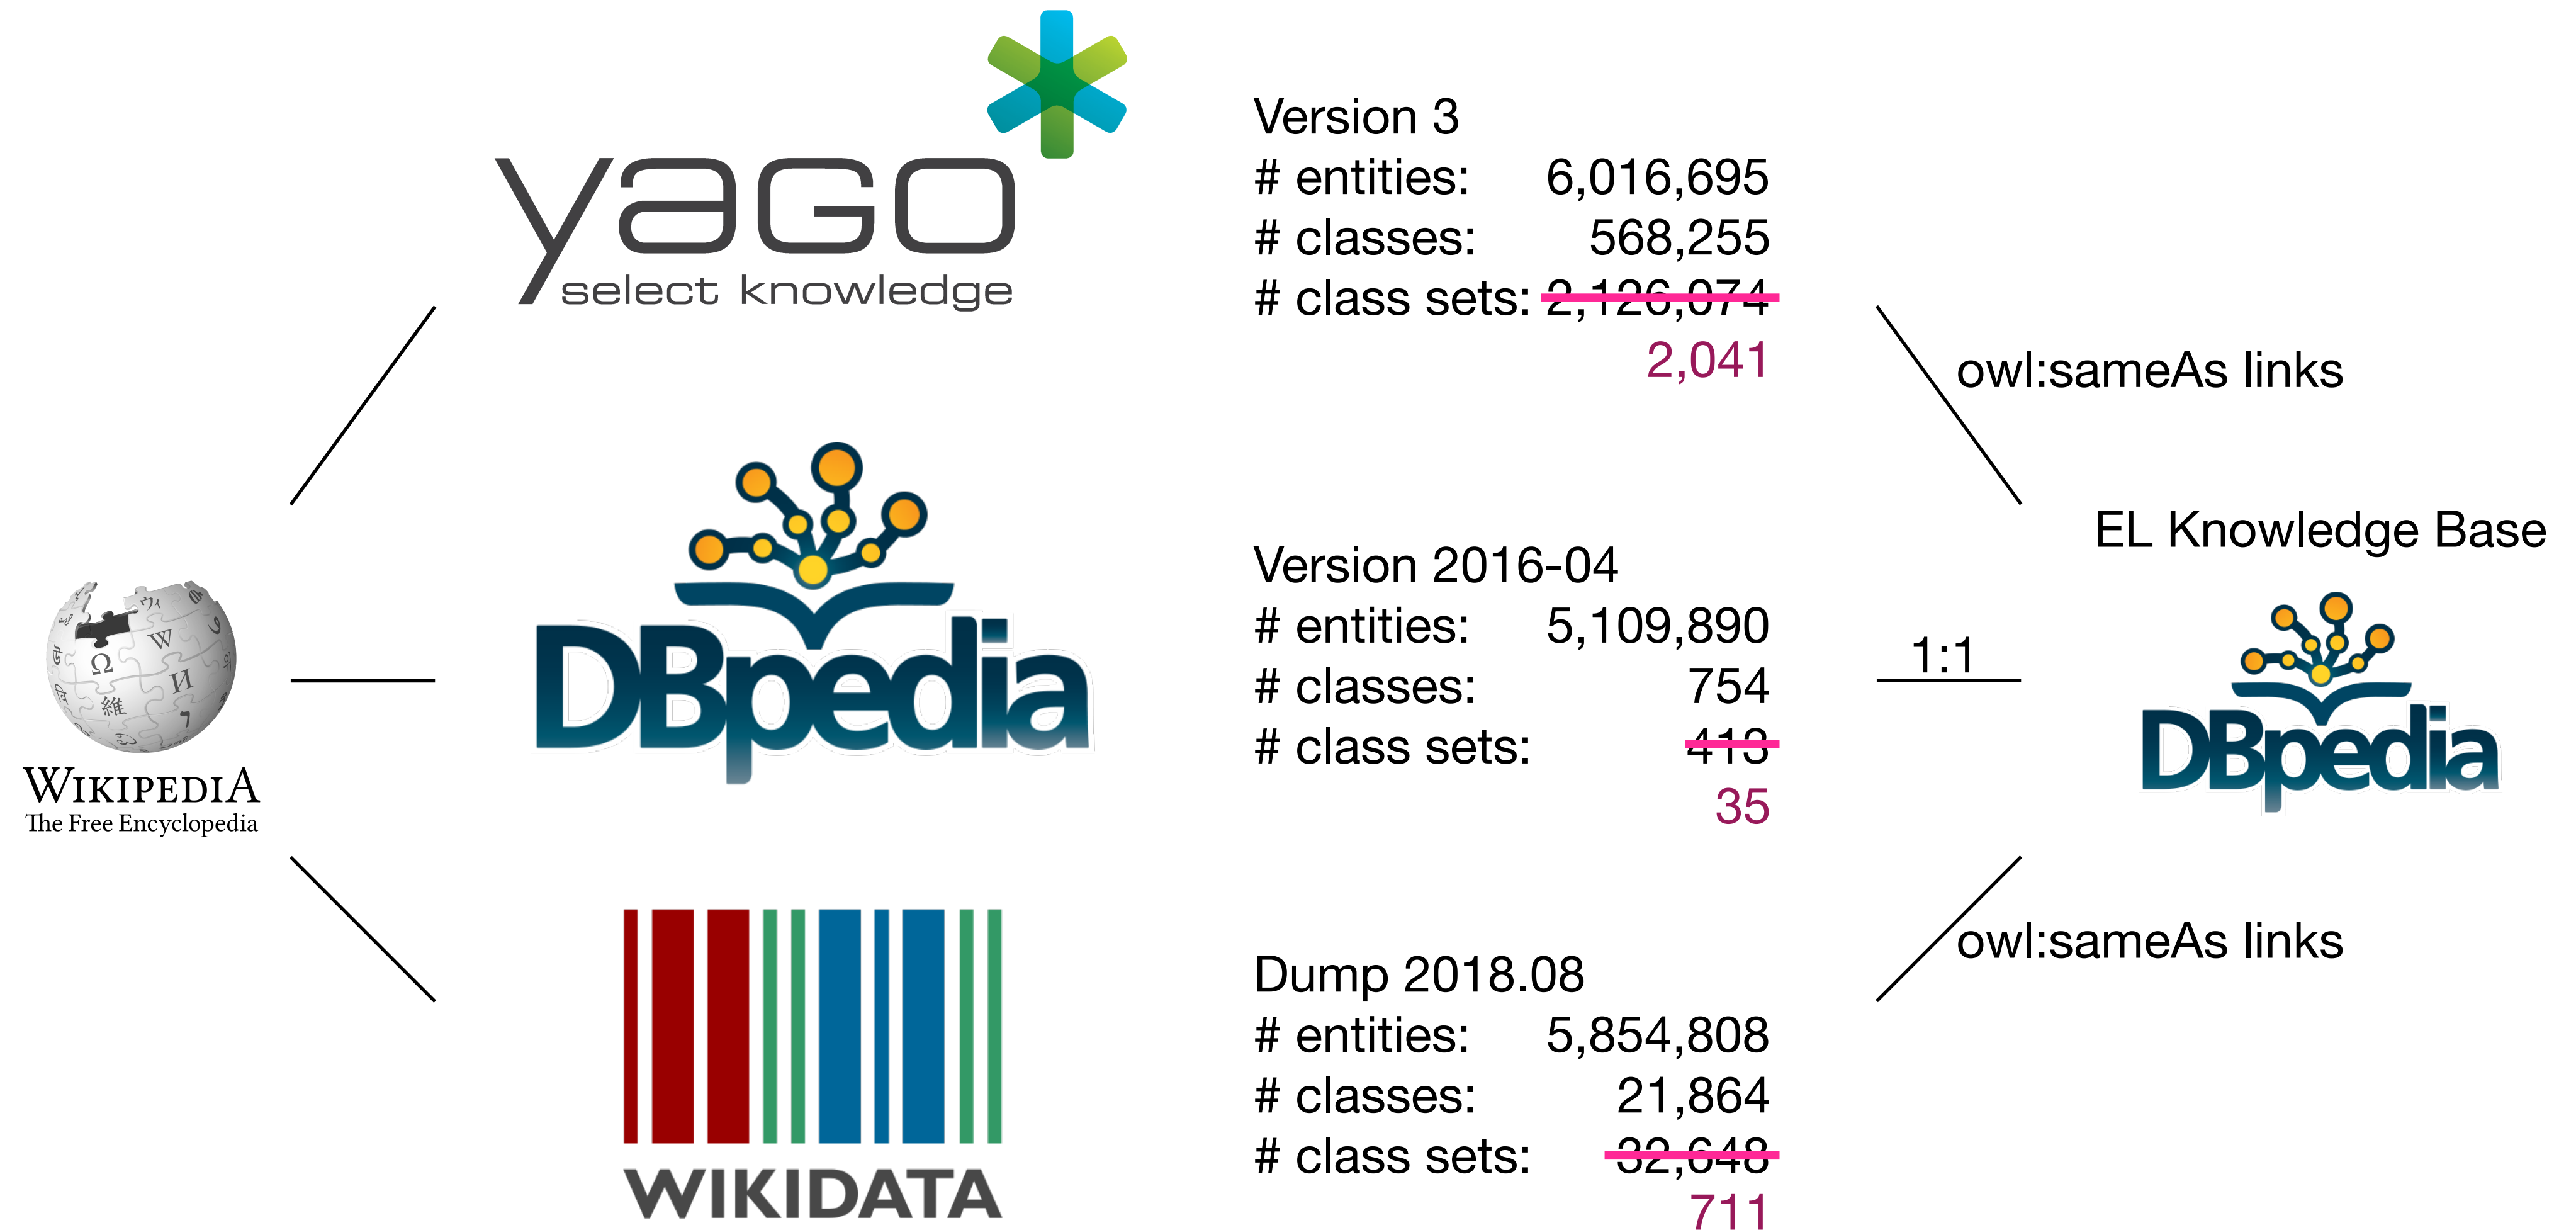 yago
select knowledge
Version 3
# entities: 6,016,695
# classes: 568,255
# class sets: 2,126,074
2,041
owl:sameAs links
DBpedia
Version 2016-04
# entities: 5,109,890
# classes: 754
# class sets: 413
35
1:1
EL Knowledge Base
DBpedia
Ω
W
И
維
ウィ
WIKIPEDIA
The Free Encyclopedia
WIKIDATA
Dump 2018.08
# entities: 5,854,808
# classes: 21,864
# class sets: 32,648
711
owl:sameAs links